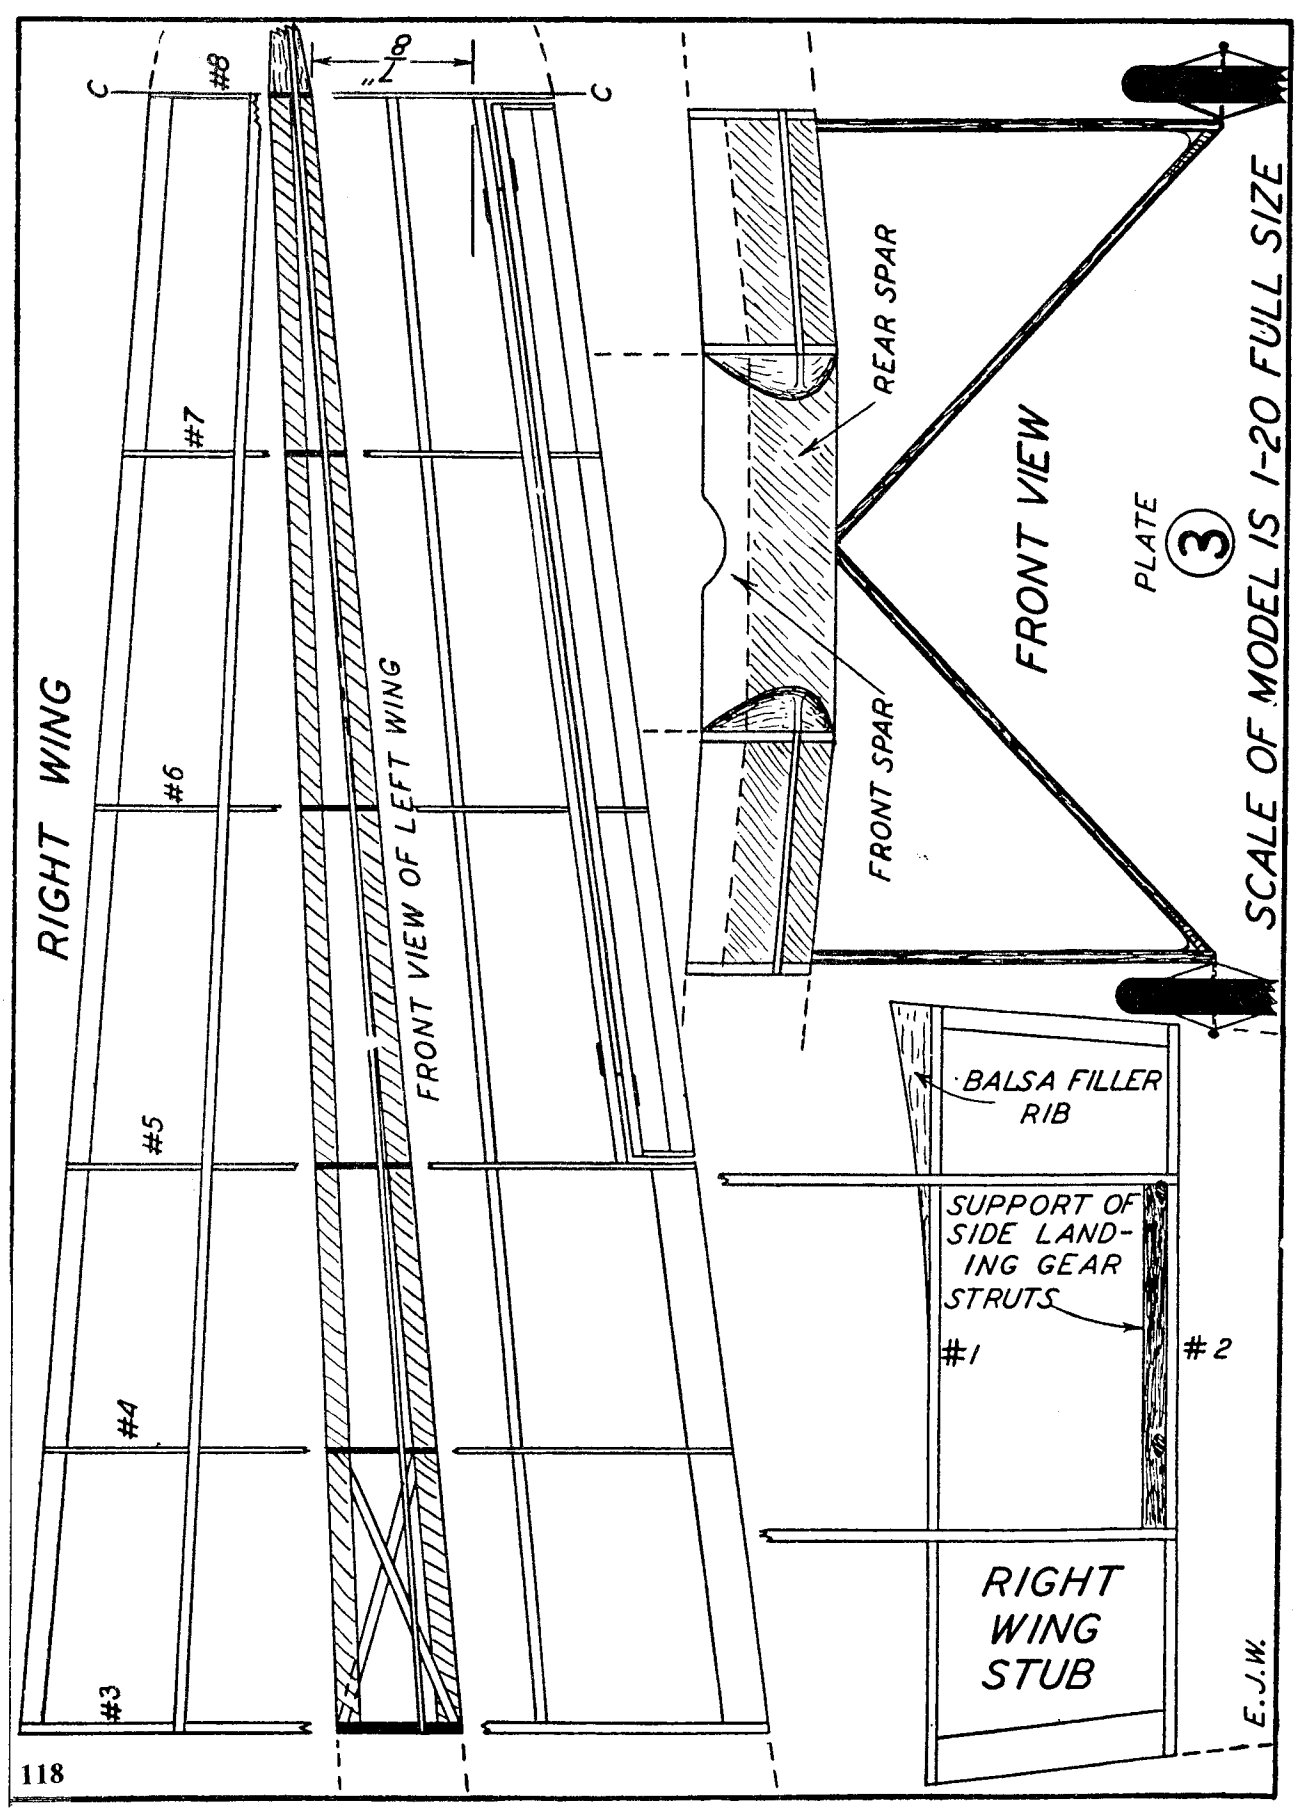 RIGHT WING
C
#8
7/8"
C
#7
#6
#5
#4
#3
FRONT VIEW OF LEFT WING
REAR SPAR
FRONT SPAR
FRONT VIEW
PLATE
3
SCALE OF MODEL IS 1-20 FULL SIZE
BALSA FILLER
RIB
SUPPORT OF
SIDE LAND-
ING GEAR
STRUTS
#1
#2
RIGHT
WING
STUB
E.J.W.
118